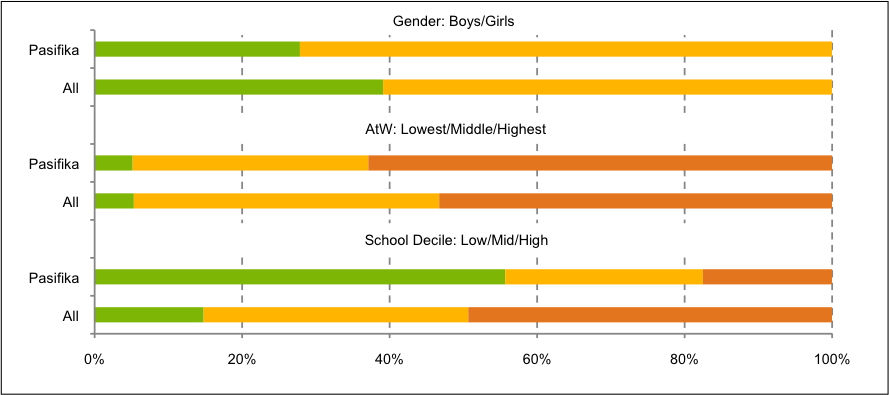 Gender: Boys/Girls
Pasifika
All
AtW: Lowest/Middle/Highest
Pasifika
All
School Decile: Low/Mid/High
Pasifika
All
0% 20% 40% 60% 80% 100%